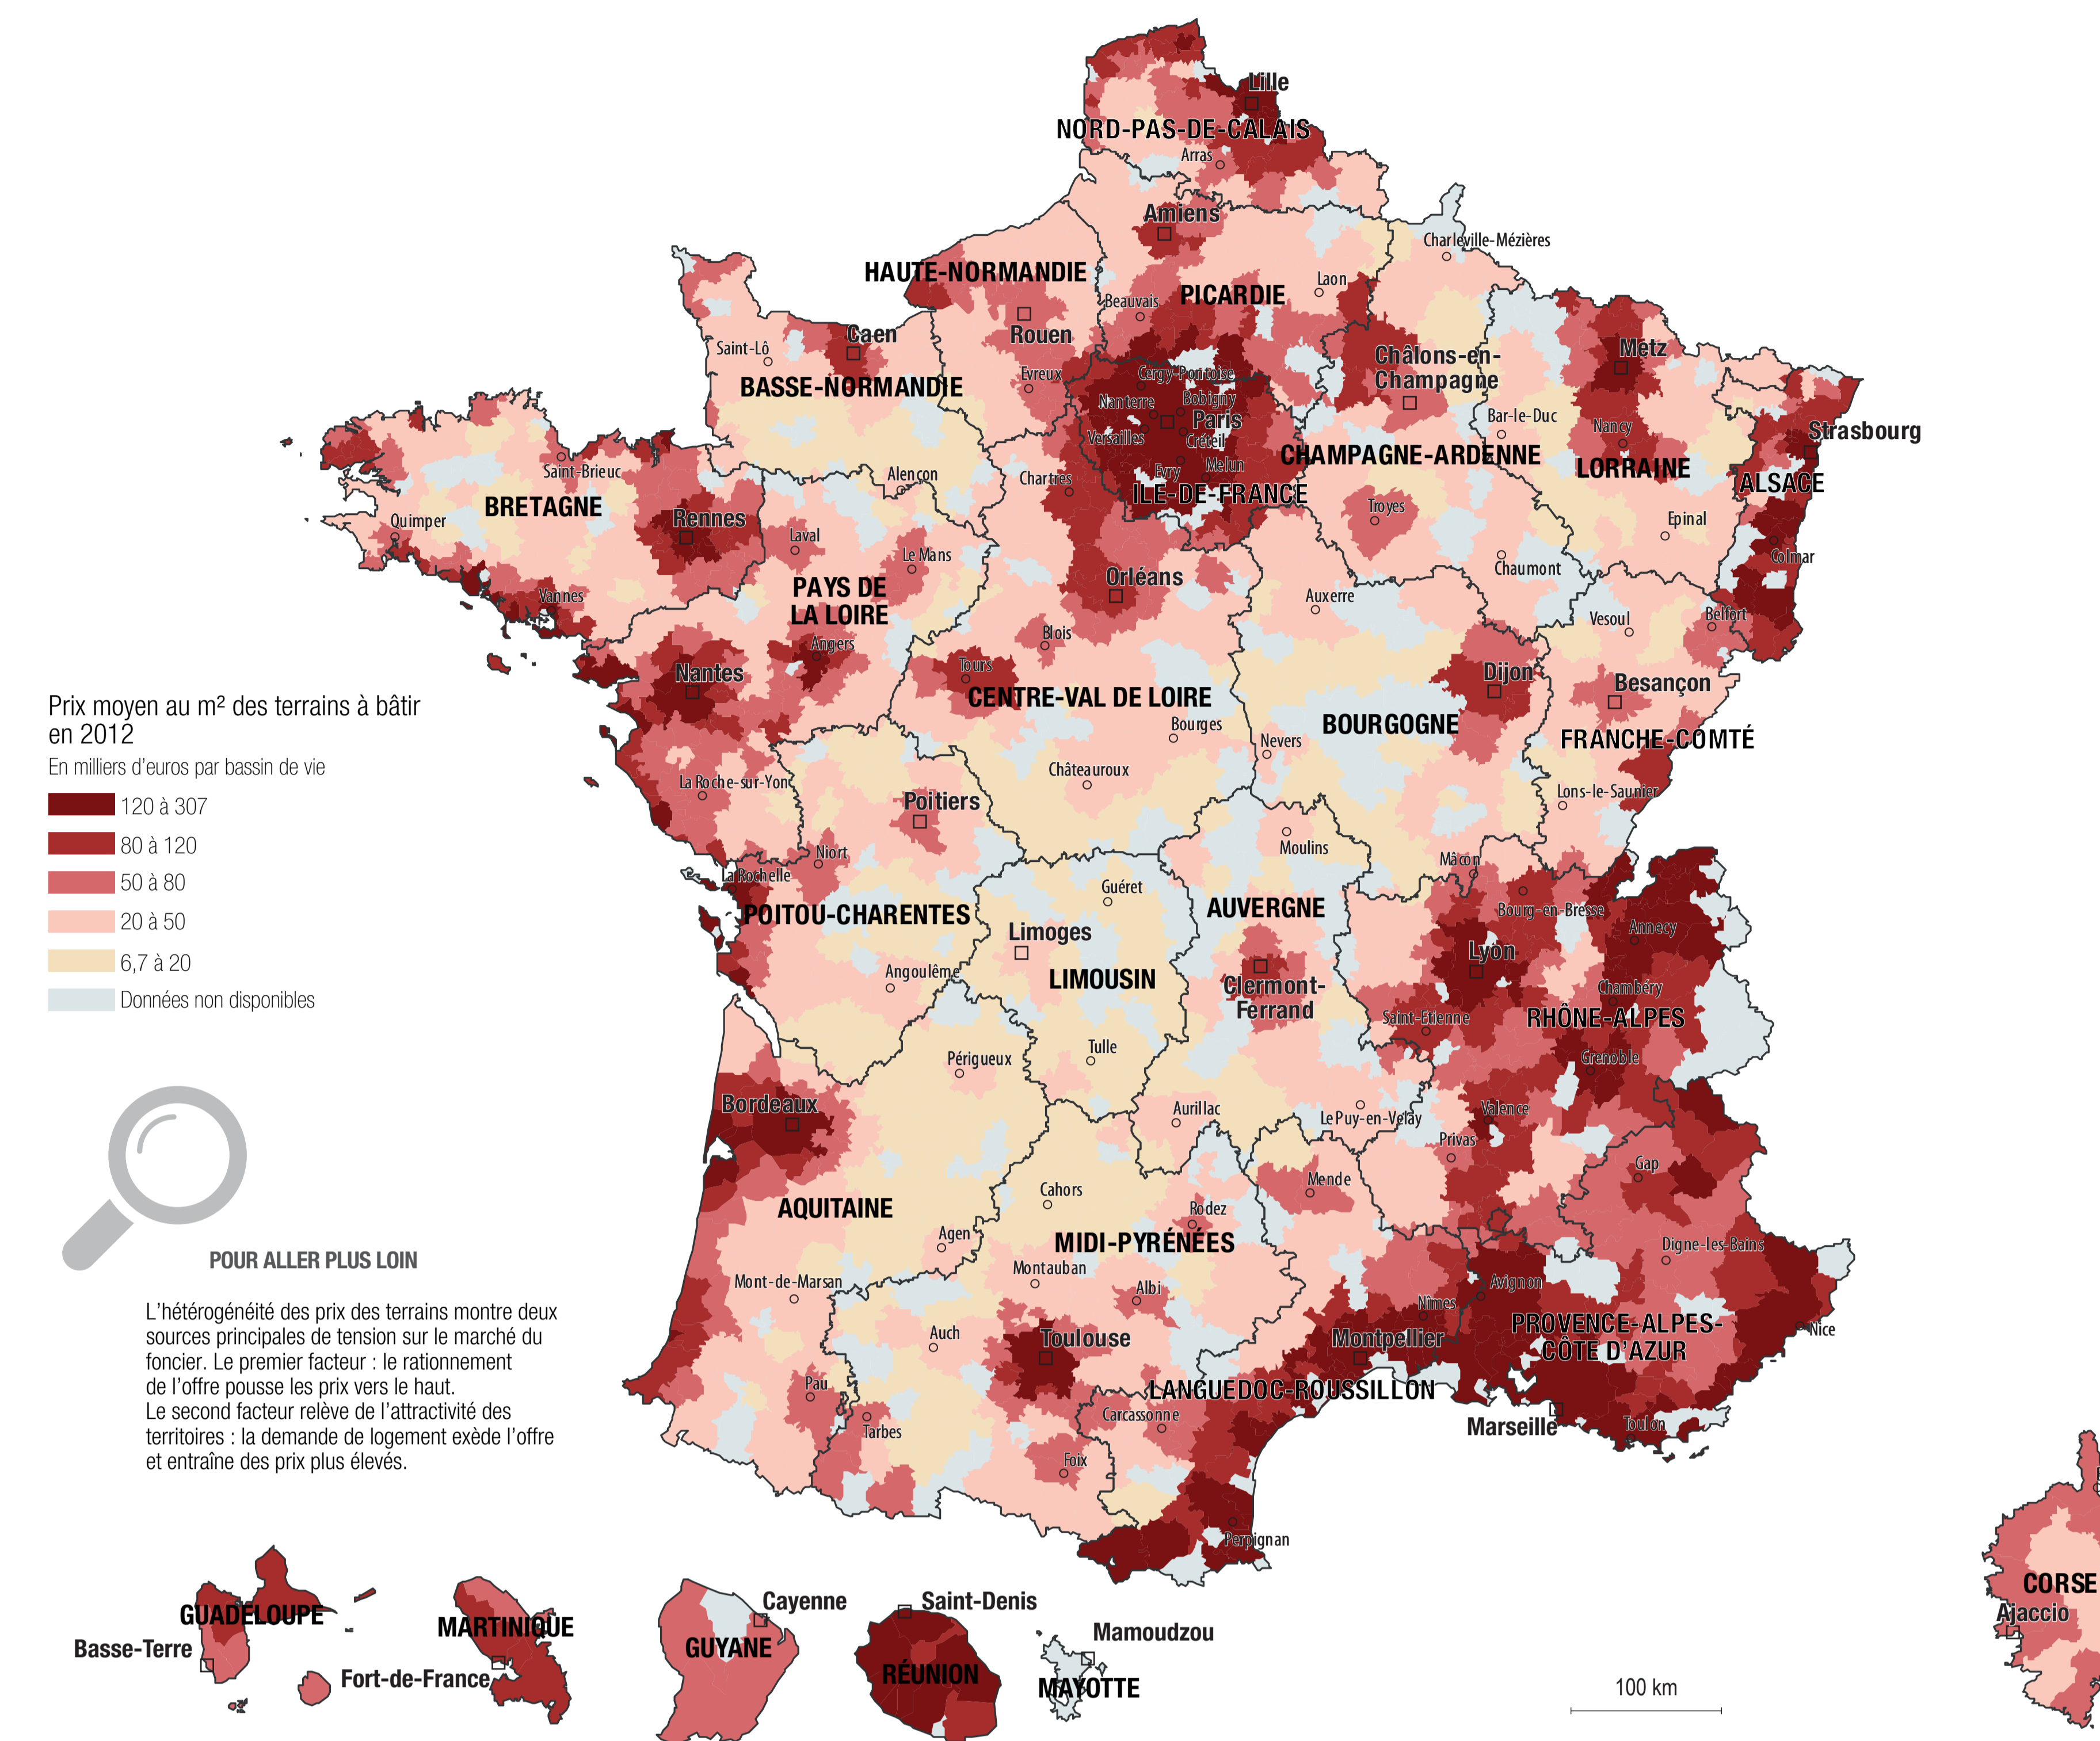 Lille
NORD-PAS-DE-CALAIS
Arras
Amiens
Charleville-Mézières
HAUTE-NORMANDIE
Laon
PICARDIE
Beauvais
Rouen
Caen
Saint-Lô
Metz
Châlons-en-
Champagne
Evreux
Cergy-Pontoise
BASSE-NORMANDIE
Nanterre
Bobigny
Paris
Bar-le-Duc
Nancy
Strasbourg
Versailles
Créteil
CHAMPAGNE-ARDENNE
LORRAINE
Saint-Brieuc
Alençon
Chartres
Evry
Melun
ILE-DE-FRANCE
ALSACE
BRETAGNE
Troyes
Epinal
Quimper
Rennes
Laval
Le Mans
Colmar
Chaumont
PAYS DE
LA LOIRE
Orléans
Auxerre
Vannes
Vesoul
Belfort
Blois
Angers
Nantes
Tours
Dijon
Besançon
CENTRE-VAL DE LOIRE
Bourges
BOURGOGNE
Nevers
FRANCHE-COMTÉ
Prix moyen au m² des terrains à bâtir
en 2012
En milliers d'euros par bassin de vie
120 à 307
80 à 120
50 à 80
20 à 50
6,7 à 20
Données non disponibles
La Roche-sur-Yon
Châteauroux
Poitiers
Lons-le-Saunier
Niort
Moulins
Mâcon
La Rochelle
Guéret
POITOU-CHARENTES
AUVERGNE
Bourg-en-Bresse
Annecy
Limoges
Lyon
Angoulême
LIMOUSIN
Clermont-
Ferrand
Chambéry
Saint-Etienne
RHÔNE-ALPES
Périgueux
Tulle
Grenoble
Bordeaux
Aurillac
Le Puy-en-Velay
Valence
Privas
Gap
Mende
Cahors
AQUITAINE
Rodez
Agen
MIDI-PYRÉNÉES
Digne-les-Bains
Montauban
Mont-de-Marsan
Albi
Avignon
Nîmes
Auch
Toulouse
Montpellier
PROVENCE-ALPES-
CÔTE D'AZUR
Nice
Pau
LANGUEDOC-ROUSSILLON
Carcassonne
Marseille
Toulon
Tarbes
Foix
Perpignan
POUR ALLER PLUS LOIN
L'hétérogénéité des prix des terrains montre deux
sources principales de tension sur le marché du
foncier. Le premier facteur : le rationnement
de l'offre pousse les prix vers le haut.
Le second facteur relève de l'attractivité des
territoires : la demande de logement exède l'offre
et entraîne des prix plus élevés.
CORSE
Ajaccio
GUADELOUPE
Basse-Terre
MARTINIQUE
Fort-de-France
Cayenne
GUYANE
Saint-Denis
RÉUNION
Mamoudzou
MAYOTTE
100 km